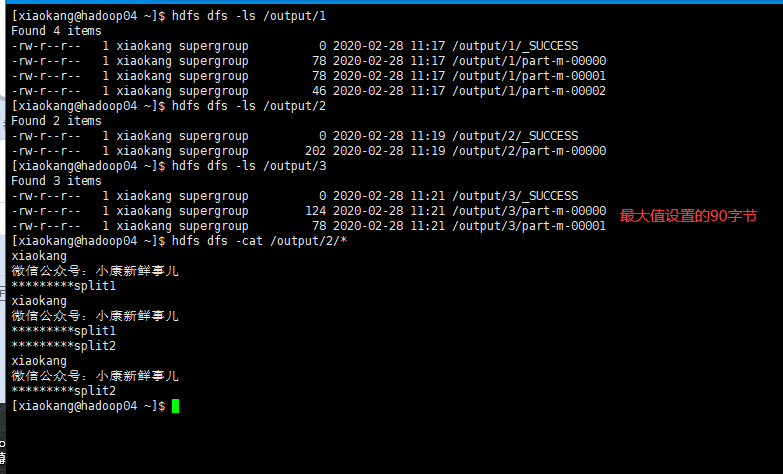 [xiaokang@hadoop04 ~]$ hdfs dfs -ls /output/1
Found 4 items
-rw-r--r--   1 xiaokang supergroup          0 2020-02-28 11:17 /output/1/_SUCCESS
-rw-r--r--   1 xiaokang supergroup         78 2020-02-28 11:17 /output/1/part-m-00000
-rw-r--r--   1 xiaokang supergroup         78 2020-02-28 11:17 /output/1/part-m-00001
-rw-r--r--   1 xiaokang supergroup         46 2020-02-28 11:17 /output/1/part-m-00002
[xiaokang@hadoop04 ~]$ hdfs dfs -ls /output/2
Found 2 items
-rw-r--r--   1 xiaokang supergroup          0 2020-02-28 11:19 /output/2/_SUCCESS
-rw-r--r--   1 xiaokang supergroup        202 2020-02-28 11:19 /output/2/part-m-00000
[xiaokang@hadoop04 ~]$ hdfs dfs -ls /output/3
Found 3 items
-rw-r--r--   1 xiaokang supergroup          0 2020-02-28 11:21 /output/3/_SUCCESS
-rw-r--r--   1 xiaokang supergroup        124 2020-02-28 11:21 /output/3/part-m-00000
最大值设置的90字节
-rw-r--r--   1 xiaokang supergroup         78 2020-02-28 11:21 /output/3/part-m-00001
[xiaokang@hadoop04 ~]$ hdfs dfs -cat /output/2/*
xiaokang
微信公众号：小康新鲜事儿
*********split1
xiaokang
微信公众号：小康新鲜事儿
*********split1
*********split2
xiaokang
微信公众号：小康新鲜事儿
*********split2
[xiaokang@hadoop04 ~]$